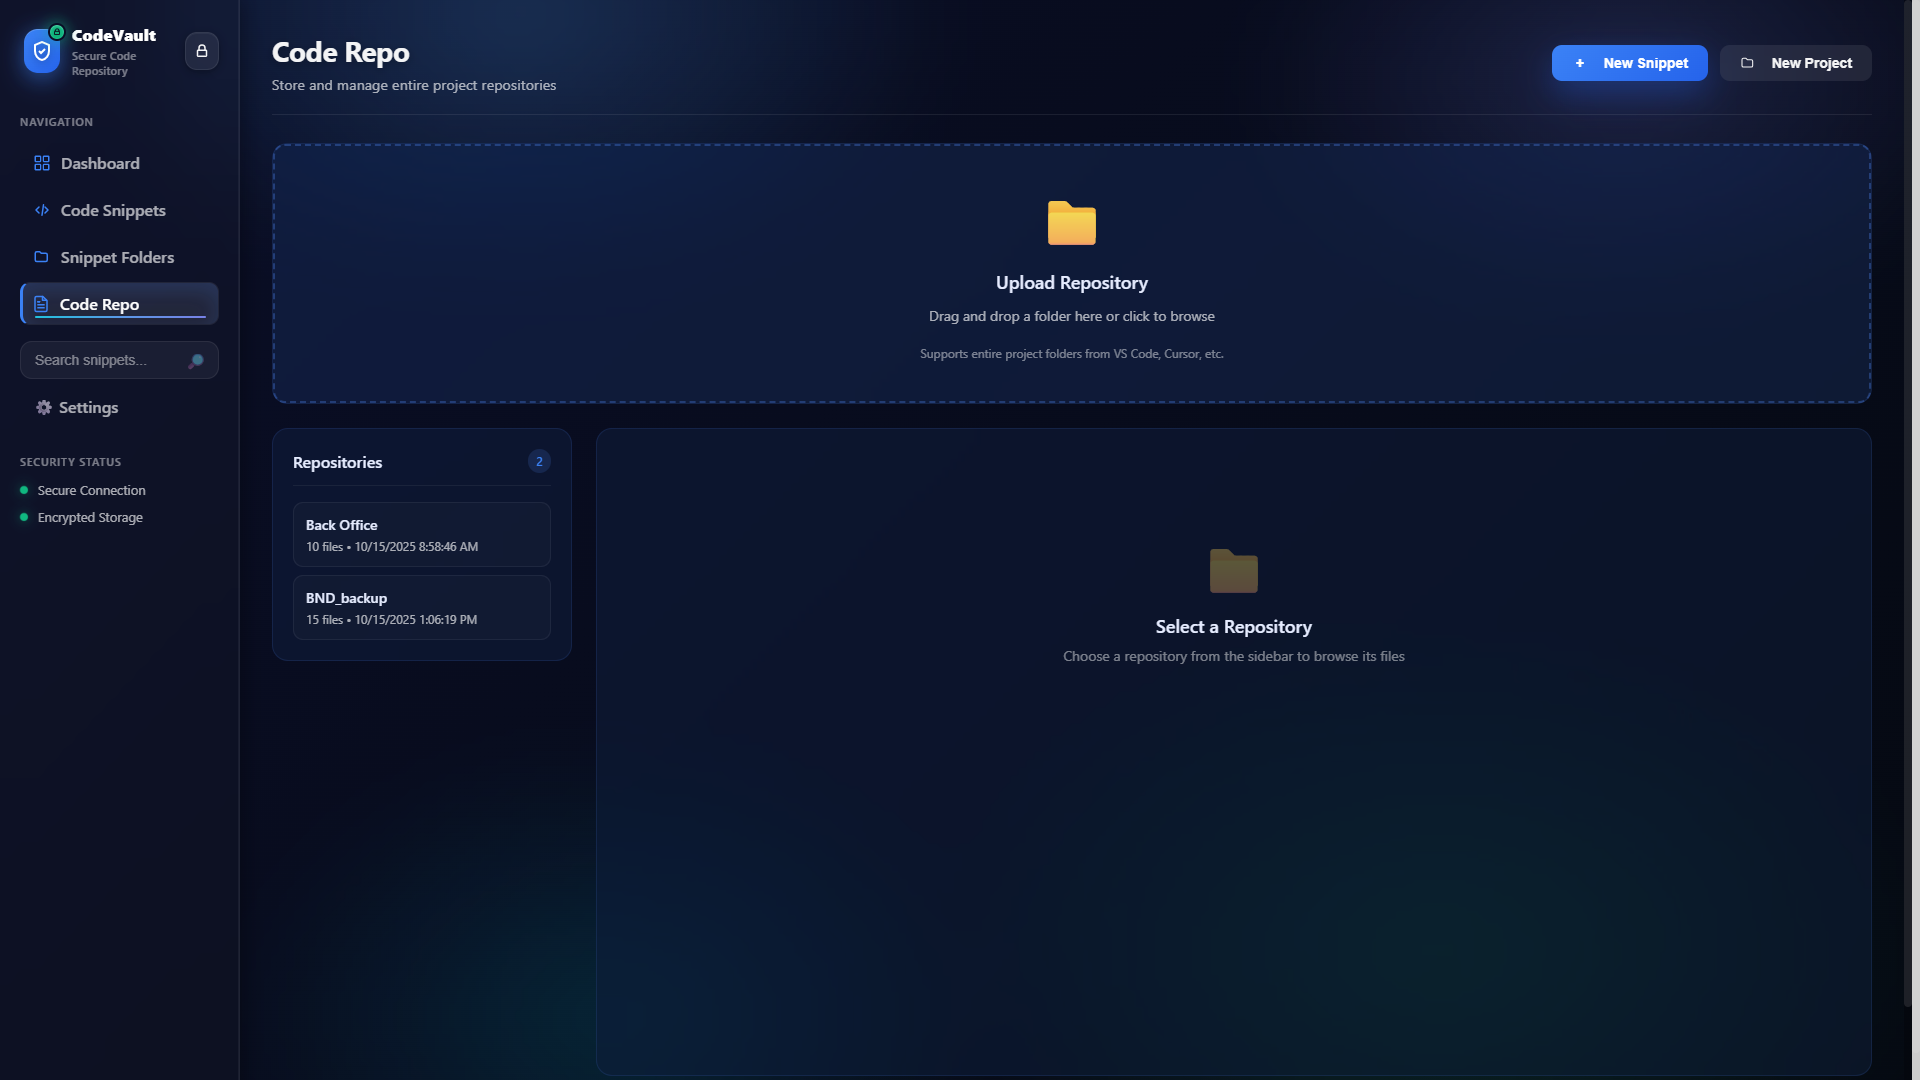 CodeVault
Secure Code
Repository
NAVIGATION
Dashboard
Code Snippets
Snippet Folders
Code Repo
Search snippets...
Settings
SECURITY STATUS
Secure Connection
Encrypted Storage
Code Repo
Store and manage entire project repositories
+ New Snippet
New Project
Upload Repository
Drag and drop a folder here or click to browse
Supports entire project folders from VS Code, Cursor, etc.
Repositories
2
Back Office
10 files • 10/15/2025 8:58:46 AM
BND_backup
15 files • 10/15/2025 1:06:19 PM
Select a Repository
Choose a repository from the sidebar to browse its files